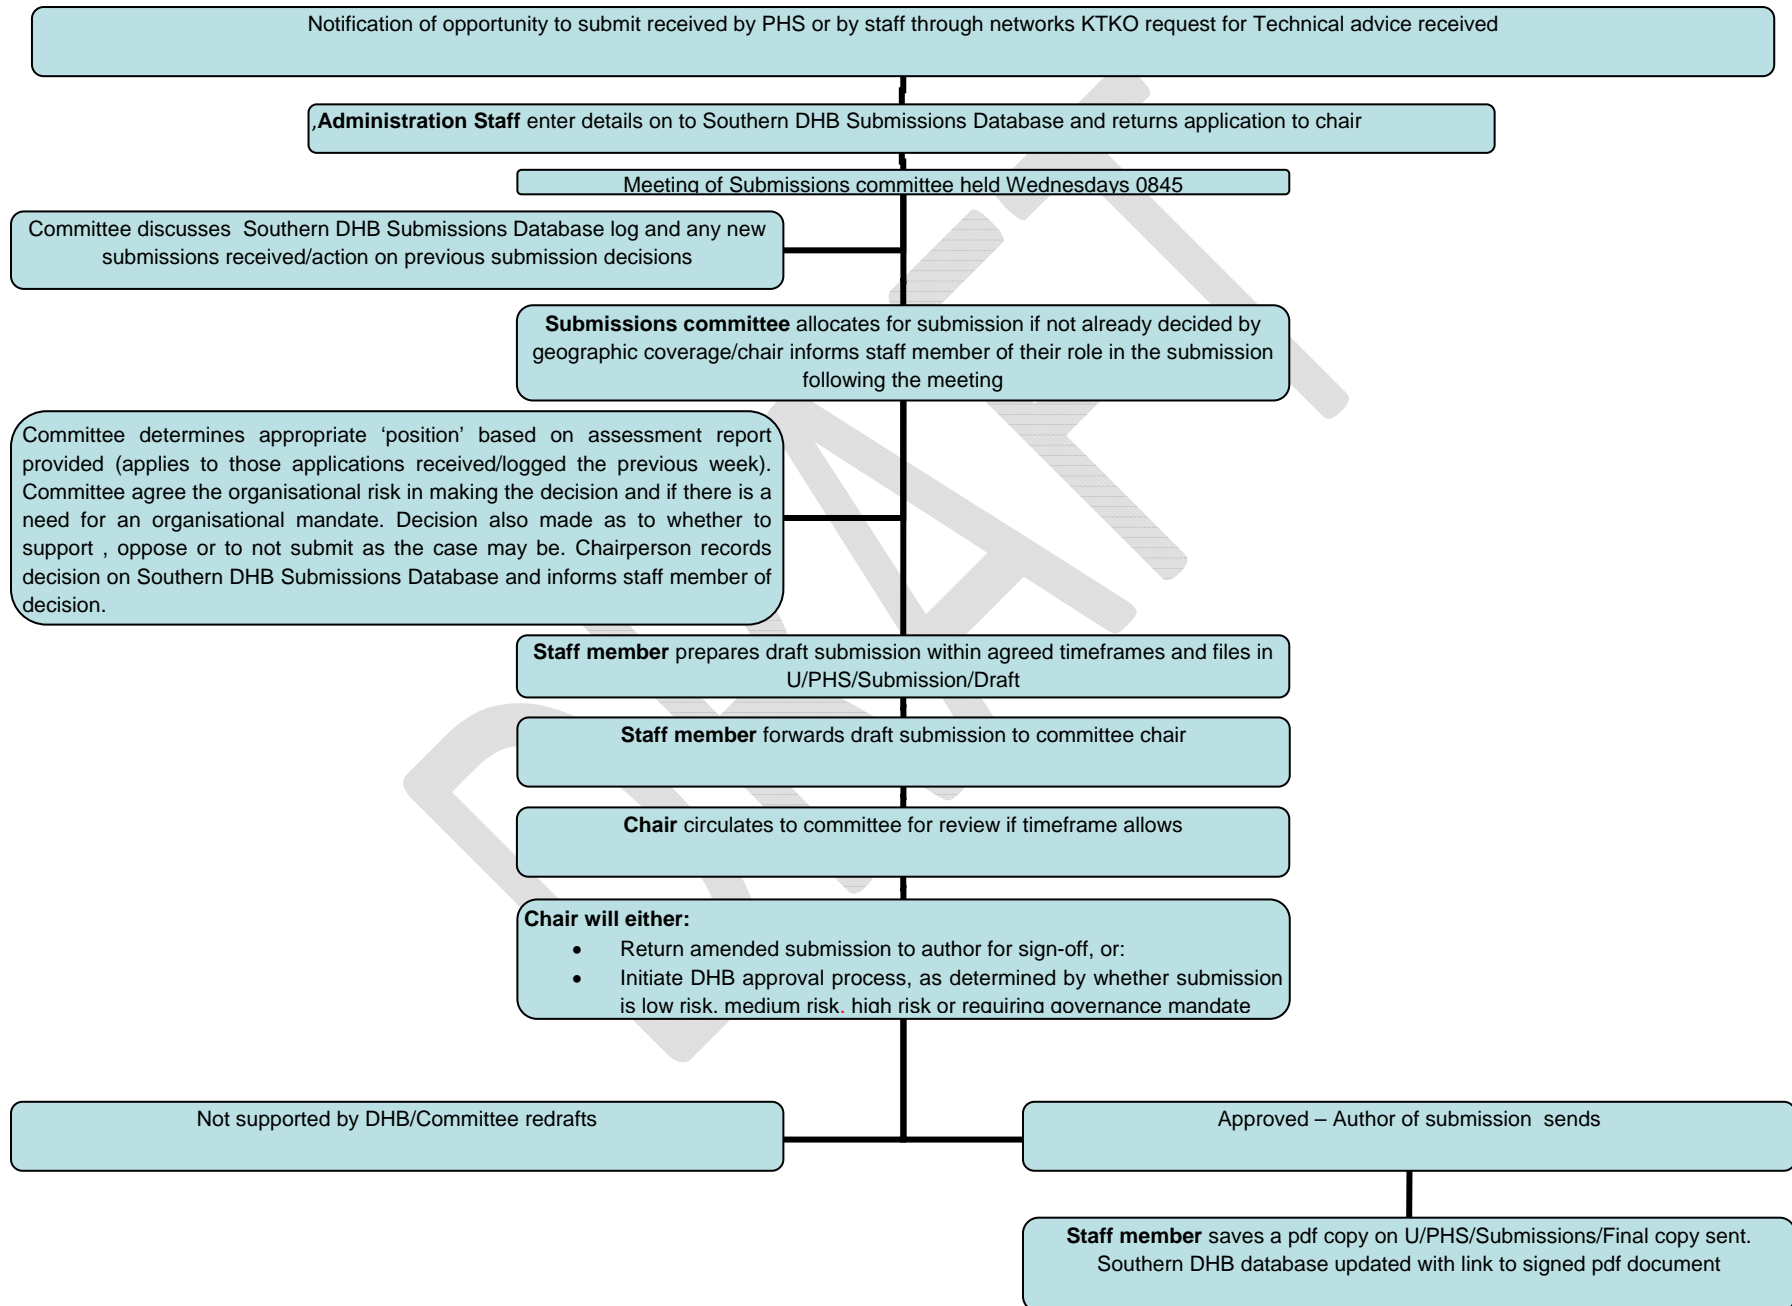 Notification of opportunity to submit received by PHS or by staff through networks KTKO request for Technical advice received
,Administration Staff enter details on to Southern DHB Submissions Database and returns application to chair
Meeting of Submissions committee held Wednesdays 0845
Committee discusses Southern DHB Submissions Database log and any new
submissions received/action on previous submission decisions
Submissions committee allocates for submission if not already decided by
geographic coverage/chair informs staff member of their role in the submission
following the meeting
Committee determines appropriate ‘position’ based on assessment report
provided (applies to those applications received/logged the previous week).
Committee agree the organisational risk in making the decision and if there is a
need for an organisational mandate. Decision also made as to whether to
support , oppose or to not submit as the case may be. Chairperson records
decision on Southern DHB Submissions Database and informs staff member of
decision.
Staff member prepares draft submission within agreed timeframes and files in
U/PHS/Submission/Draft
Staff member forwards draft submission to committee chair
Chair circulates to committee for review if timeframe allows
Chair will either:
• Return amended submission to author for sign-off, or:
• Initiate DHB approval process, as determined by whether submission
is low risk, medium risk, high risk or requiring governance mandate
Not supported by DHB/Committee redrafts
Approved – Author of submission sends
Staff member saves a pdf copy on U/PHS/Submissions/Final copy sent.
Southern DHB database updated with link to signed pdf document
DRAFT